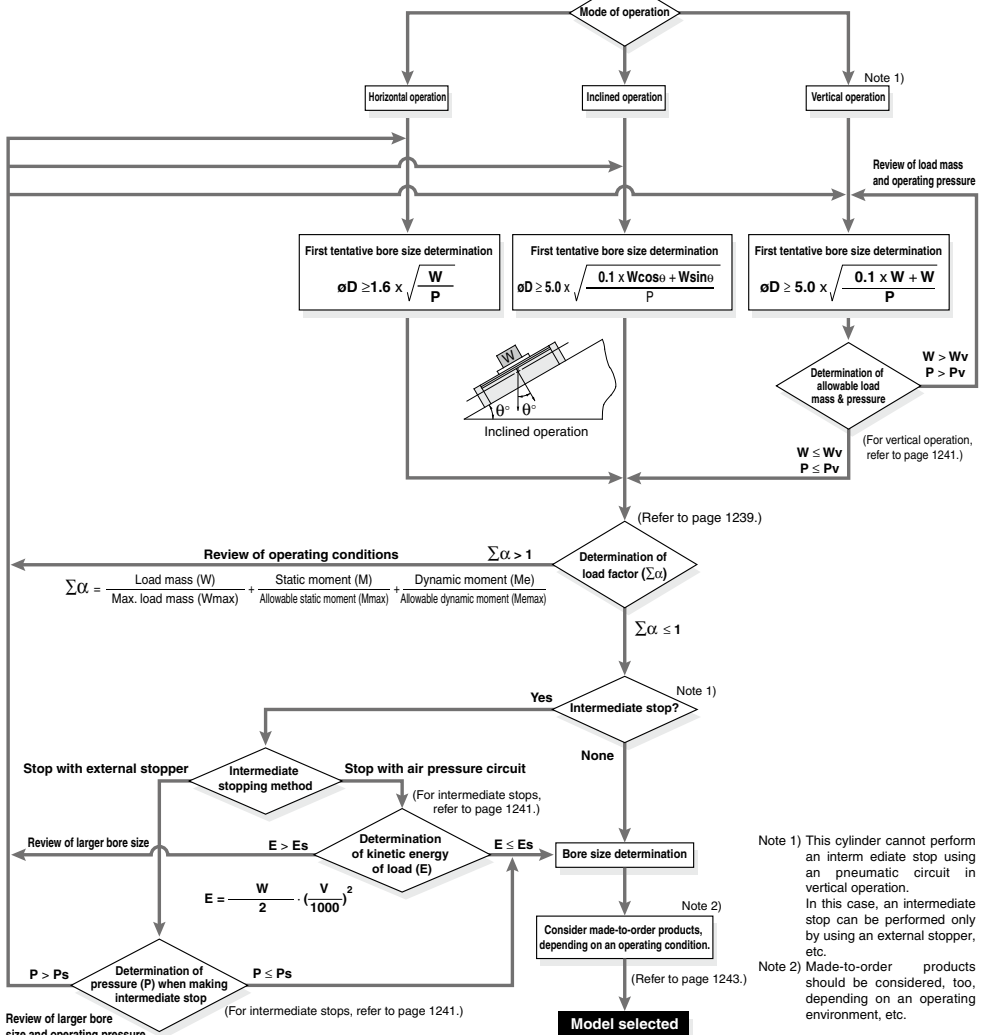 Mode of operation
Note 1)
Horizontal operation
Inclined operation
Vertical operation
Review of load mass
and operating pressure
First tentative bore size determination
øD ≥1.6 x √(W/P)
First tentative bore size determination
øD ≥ 5.0 x √((0.1 x Wcosθ + Wsinθ)/P)
First tentative bore size determination
øD ≥ 5.0 x √((0.1 x W + W)/P)
W
θ° θ°
Inclined operation
Determination of
allowable load
mass & pressure
W > Wv
P > Pv
(For vertical operation,
refer to page 1241.)
W ≤ Wv
P ≤ Pv
(Refer to page 1239.)
Determination of
load factor (Σα)
Review of operating conditions
Σα > 1
Σα = Load mass (W)/Max. load mass (Wmax) + Static moment (M)/Allowable static moment (Mmax) + Dynamic moment (Me)/Allowable dynamic moment (Memax)
Σα ≤ 1
Note 1)
Intermediate stop?
Yes
None
Stop with external stopper
Intermediate
stopping method
Stop with air pressure circuit
(For intermediate stops,
refer to page 1241.)
Review of larger bore size
E > Es
Determination
of kinetic energy
of load (E)
E ≤ Es
Bore size determination
E = W/2 · (V/1000)²
Note 2)
Consider made-to-order products,
depending on an operating condition.
P > Ps
Determination of
pressure (P) when making
intermediate stop
P ≤ Ps
(Refer to page 1243.)
(For intermediate stops, refer to page 1241.)
Review of larger bore
size and operating pressure
Model selected
Note 1) This cylinder cannot perform
an interm ediate stop using
an pneumatic circuit in
vertical operation.
In this case, an intermediate
stop can be performed only
by using an external stopper,
etc.
Note 2) Made-to-order products
should be considered, too,
depending on an operating
environment, etc.